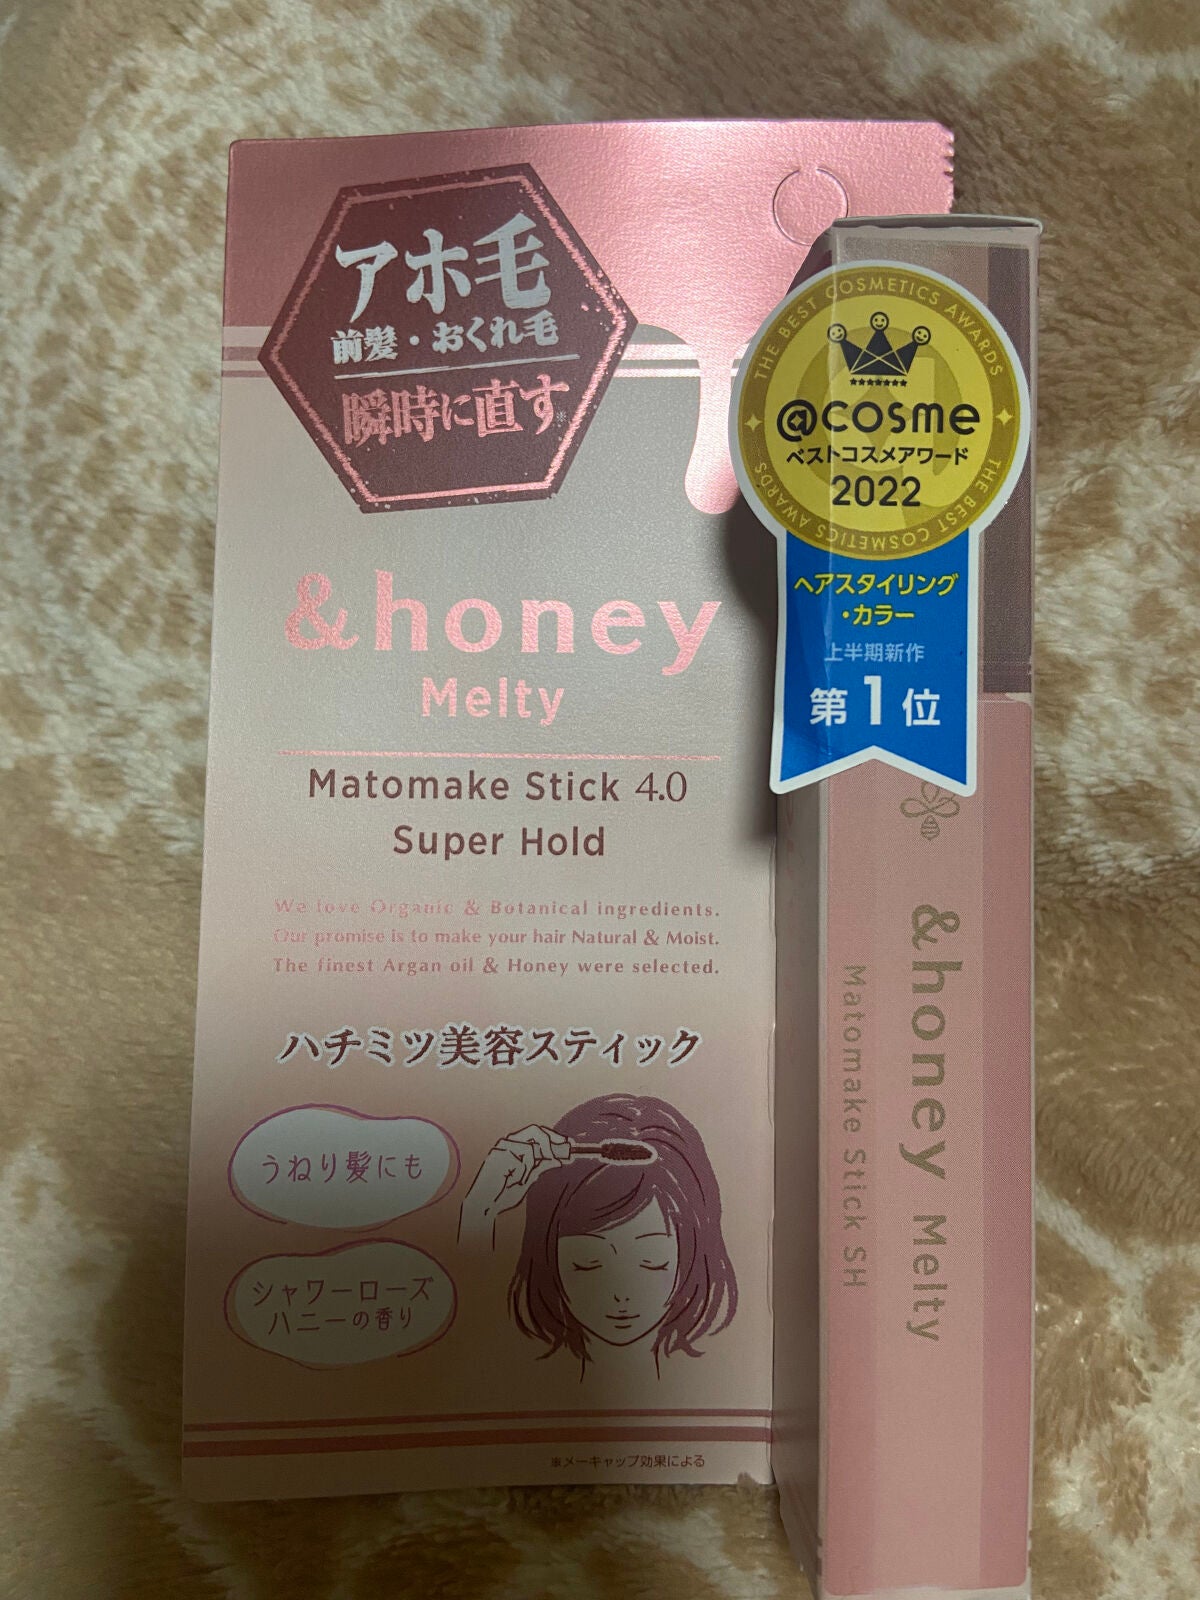 アホ毛
前髪・おくれ毛
瞬時に直す※
&honey
Melty
Matomake Stick 4.0
Super Hold
We love Organic & Botanical ingredients.
Our promise is to make your hair Natural & Moist.
The finest Argan oil & Honey were selected.
ハチミツ美容スティック
うねり髪にも
シャワーローズ
ハニーの香り
※メーキャップ効果による
THE BEST COSMETICS AWARDS
@cosme
ベストコスメアワード
2022
THE BEST COSMETICS AWARDS
ヘアスタイリング
・カラー
上半期新作
第1位
&honey Melty
Matomake Stick SH